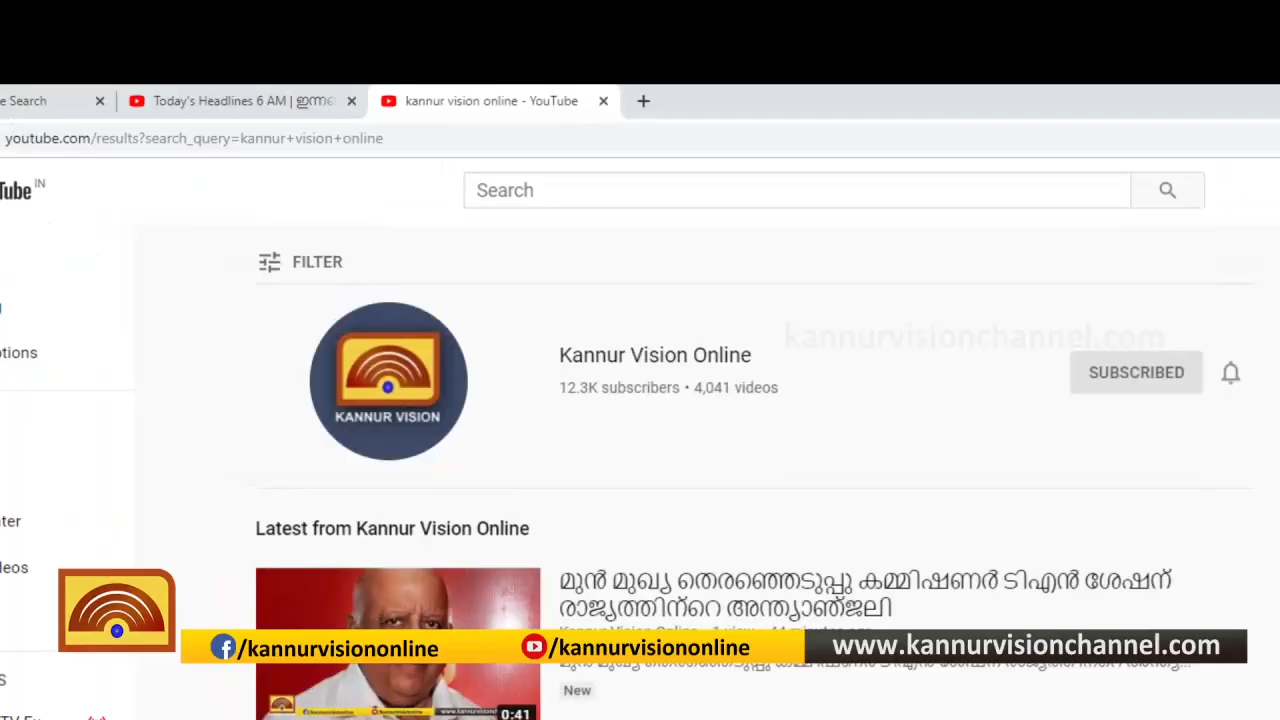 e Search
Today's Headlines 6 AM | ഇന്നത്
kannur vision online - YouTube
youtube.com/results?search_query=kannur+vision+online
Tube IN
Search
FILTER
ptions
kannurvisionchannel.com
KANNUR VISION
Kannur Vision Online
12.3K subscribers • 4,041 videos
SUBSCRIBED
Latest from Kannur Vision Online
ter
deos
മുൻ മുഖ്യ തെരഞ്ഞെടുപ്പു കമ്മിഷണർ ടിഎൻ ശേഷന്
രാജ്യത്തിന്റെ അന്ത്യാഞ്ജലി
/kannurvisiononline
/kannurvisiononline
www.kannurvisionchannel.com
New
0:41